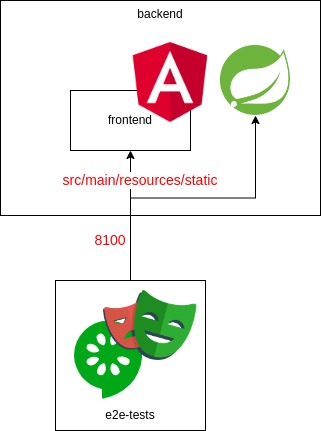 backend
frontend
src/main/resources/static
8100
e2e-tests